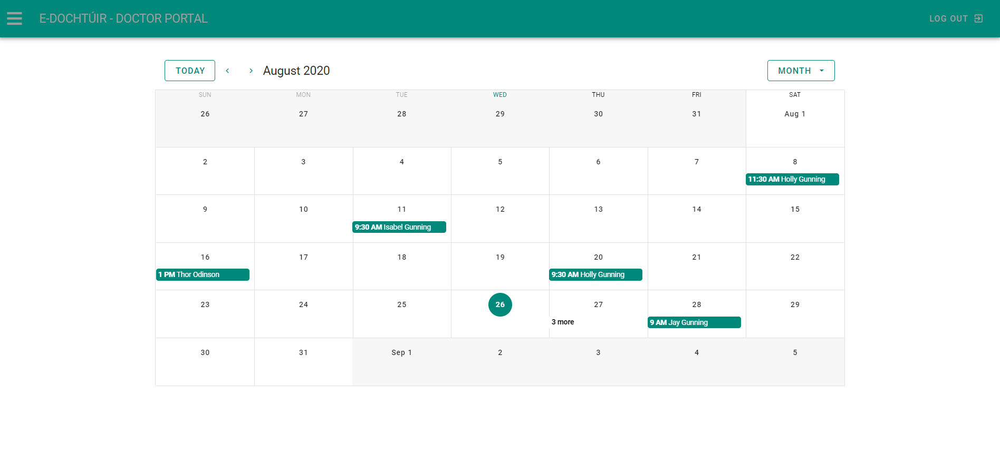 E-DOCHTÚIR - DOCTOR PORTAL LOG OUT
TODAY August 2020 MONTH
SUN MON TUE WED THU FRI SAT
26 27 28 29 30 31 Aug 1
2 3 4 5 6 7 8
11:30 AM Holly Gunning
9 10 11 12 13 14 15
9:30 AM Isabel Gunning
16 17 18 19 20 21 22
1 PM Thor Odinson 9:30 AM Holly Gunning
23 24 25 26 27 28 29
3 more 9 AM Jay Gunning
30 31 Sep 1 2 3 4 5